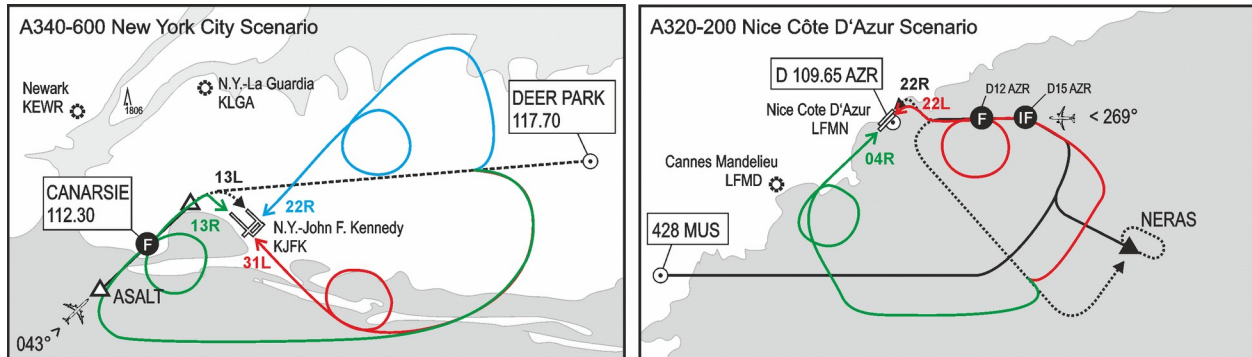 A340-600 New York City Scenario
Newark
KEWR
1806
N.Y.-La Guardia
KLGA
DEER PARK
117.70
CANARSIE
112.30
13L
22R
13R
F
N.Y.-John F. Kennedy
KJFK
31L
ASALT
043° >
A320-200 Nice Côte D'Azur Scenario
D 109.65 AZR
22R
D12 AZR
D15 AZR
Nice Cote D'Azur
LFMN
22L
F
IF
< 269°
04R
Cannes Mandelieu
LFMD
NERAS
428 MUS